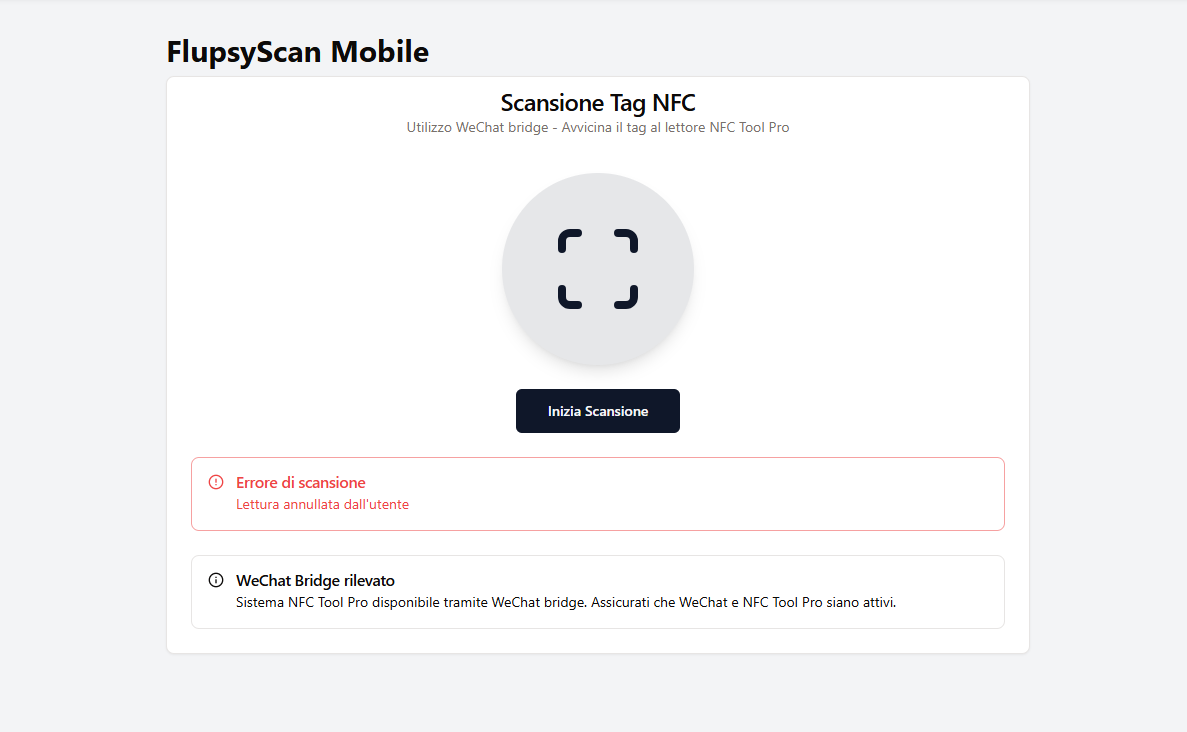 FlupsyScan Mobile
Scansione Tag NFC
Utilizzo WeChat bridge - Avvicina il tag al lettore NFC Tool Pro
Inizia Scansione
Errore di scansione
Lettura annullata dall'utente
WeChat Bridge rilevato
Sistema NFC Tool Pro disponibile tramite WeChat bridge. Assicurati che WeChat e NFC Tool Pro siano attivi.